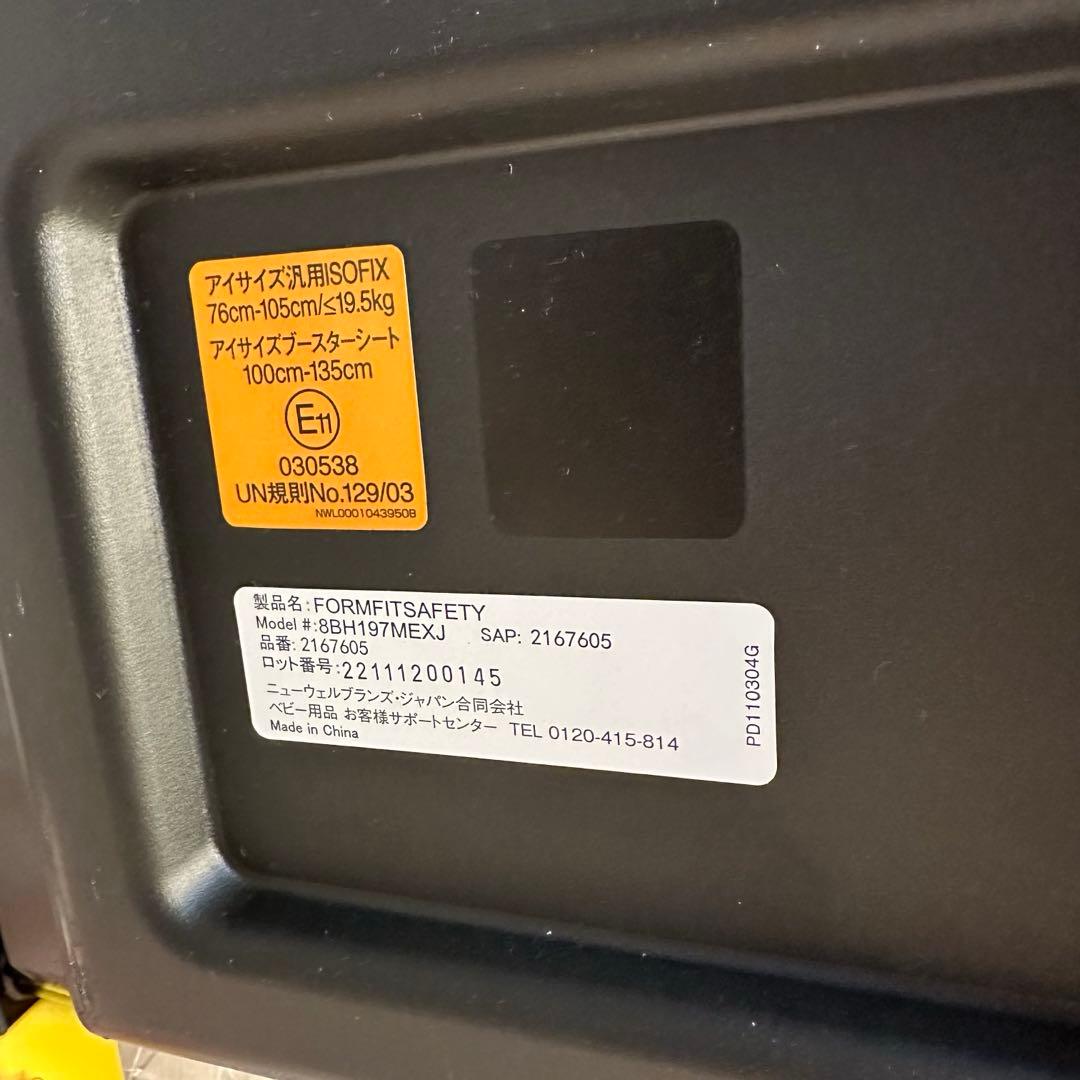 アイサイズ汎用ISOFIX
76cm-105cm/≤19.5kg
アイサイズブースターシート
100cm-135cm
E11
030538
UN規則No.129/03
NWL0001043950B
製品名:FORMFITSAFETY
Model #:8BH197MEXJ SAP: 2167605
品番: 2167605
ロット番号:22111200145
ニューウェルブランズ・ジャパン合同会社
ベビー用品 お客様サポートセンター TEL 0120-415-814
Made in China
PD110304G